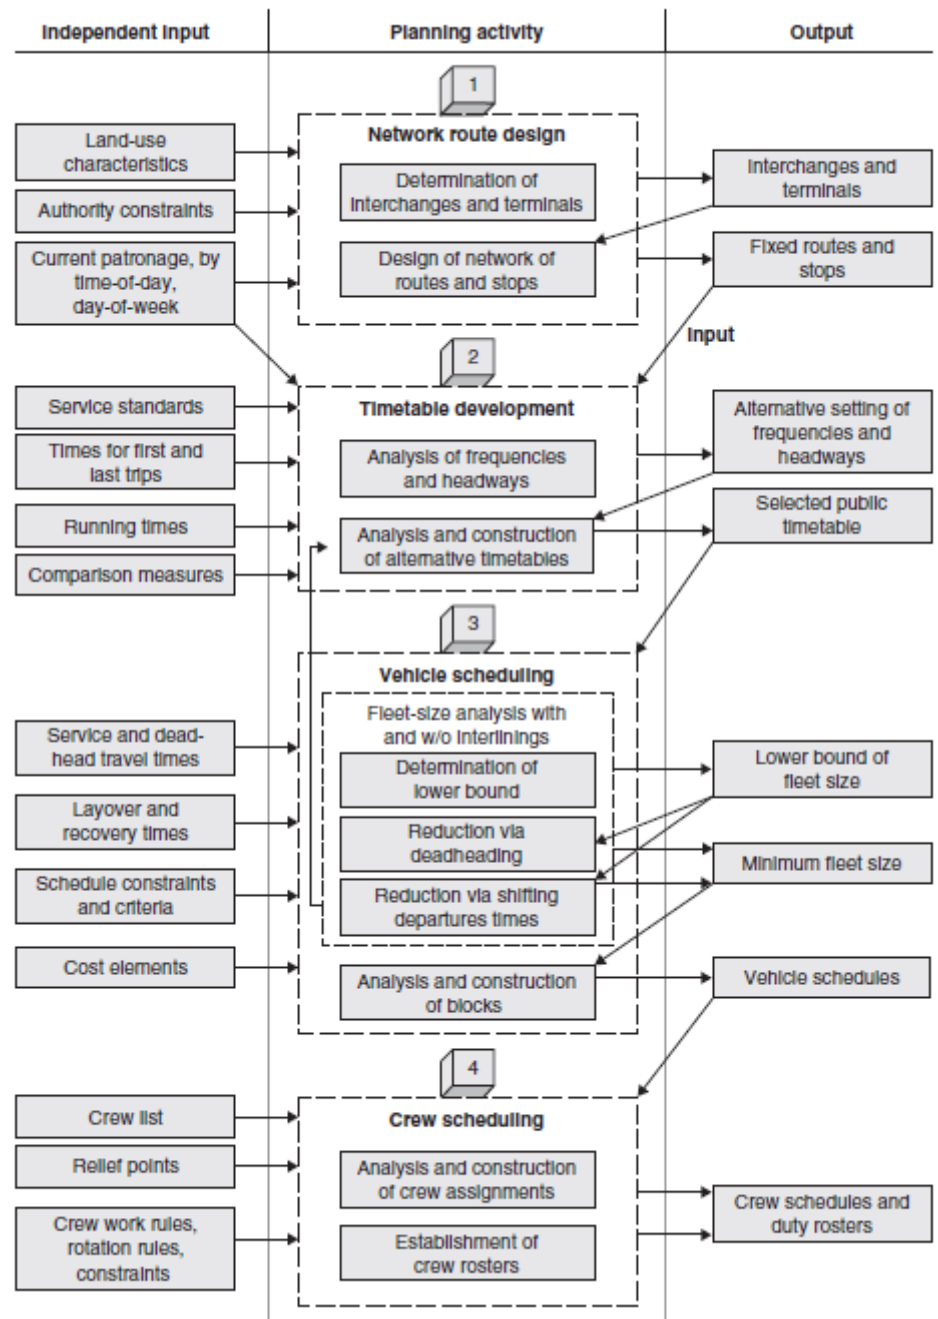 Independent input
Planning activity
Output
1
Network route design
Land-use
characteristics
Authority constraints
Current patronage, by
time-of-day,
day-of-week
Determination of
interchanges and terminals
Design of network of
routes and stops
Interchanges and
terminals
Fixed routes and
stops
Input
2
Timetable development
Service standards
Times for first and
last trips
Running times
Comparison measures
Analysis of frequencies
and headways
Analysis and construction
of alternative timetables
Alternative setting of
frequencies and
headways
Selected public
timetable
3
Vehicle scheduling
Fleet-size analysis with
and w/o interlinings
Service and dead-
head travel times
Layover and
recovery times
Schedule constraints
and criteria
Cost elements
Determination of
lower bound
Reduction via
deadheading
Reduction via shifting
departures times
Analysis and construction
of blocks
Lower bound of
fleet size
Minimum fleet size
Vehicle schedules
4
Crew scheduling
Crew list
Relief points
Crew work rules,
rotation rules,
constraints
Analysis and construction
of crew assignments
Establishment of
crew rosters
Crew schedules and
duty rosters